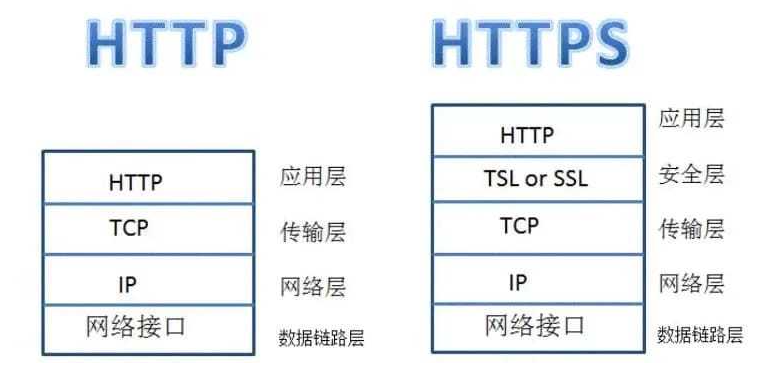 HTTP
HTTP 应用层
TCP 传输层
IP 网络层
网络接口 数据链路层
HTTPS
HTTP 应用层
TSL or SSL 安全层
TCP 传输层
IP 网络层
网络接口 数据链路层